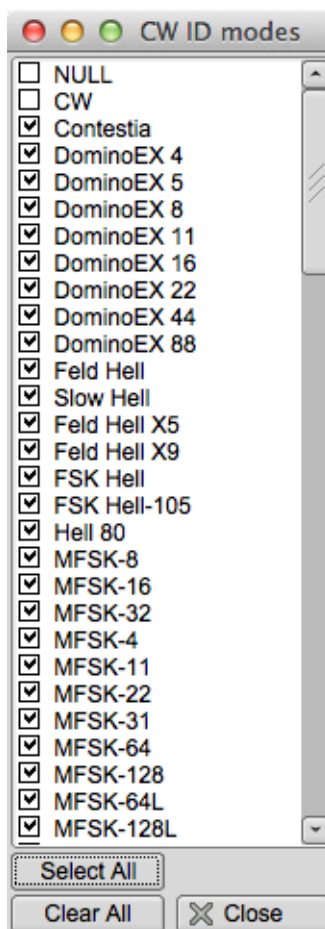 CW ID modes
NULL
CW
Contestia
DominoEX 4
DominoEX 5
DominoEX 8
DominoEX 11
DominoEX 16
DominoEX 22
DominoEX 44
DominoEX 88
Feld Hell
Slow Hell
Feld Hell X5
Feld Hell X9
FSK Hell
FSK Hell-105
Hell 80
MFSK-8
MFSK-16
MFSK-32
MFSK-4
MFSK-11
MFSK-22
MFSK-31
MFSK-64
MFSK-128
MFSK-64L
MFSK-128L
Select All
Clear All Close